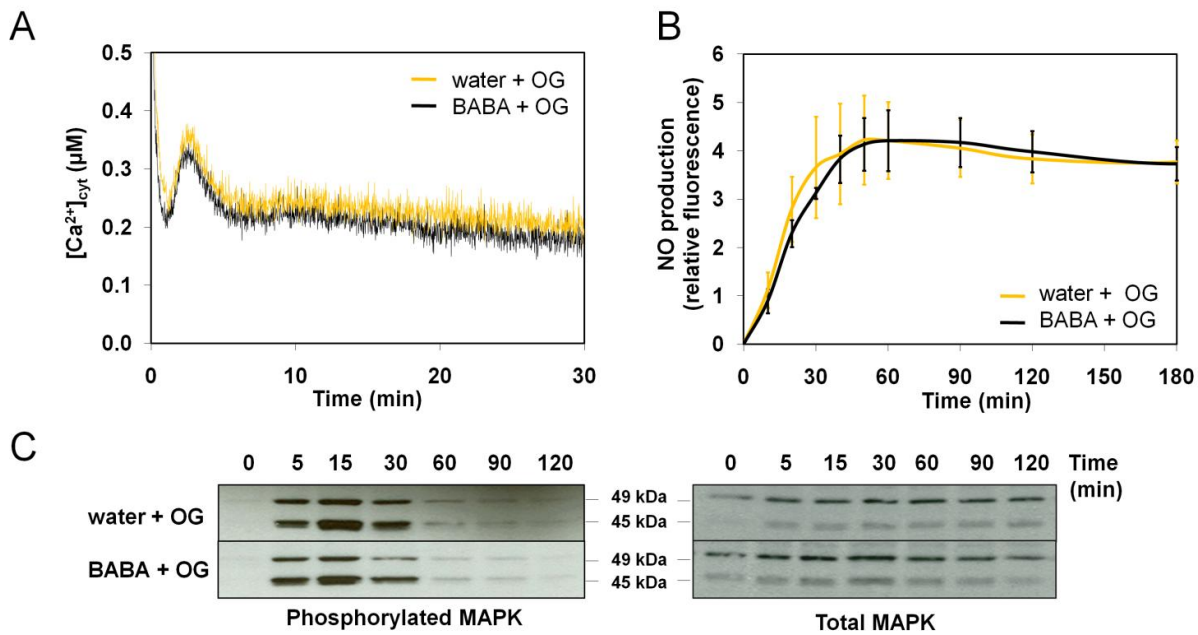 A
[Ca²⁺]cyt (µM)
0.5
0.4
0.3
0.2
0.1
0.0
water + OG
BABA + OG
0 10 20 30
Time (min)
B
NO production
(relative fluorescence)
6
5
4
3
2
1
0
water + OG
BABA + OG
0 30 60 90 120 150 180
Time (min)
C
0 5 15 30 60 90 120
0 5 15 30 60 90 120 Time
(min)
water + OG
49 kDa
45 kDa
BABA + OG
49 kDa
45 kDa
Phosphorylated MAPK
Total MAPK